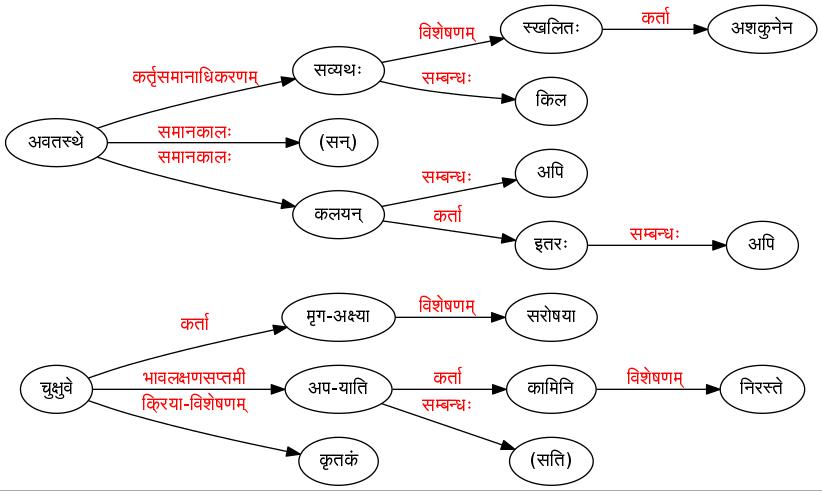 स्खलितः
कर्ता
अशकुनेन
विशेषणम्
सव्यथः
कर्तृसमानाधिकरणम्
सम्बन्धः
किल
अवतस्थे
समानकालः
(सन्)
समानकालः
कलयन्
सम्बन्धः
अपि
कर्ता
इतरः
सम्बन्धः
अपि
चुक्षुवे
कर्ता
मृग-अक्ष्या
विशेषणम्
सरोषया
भावलक्षणसप्तमी
अप-याति
कर्ता
कामिनि
विशेषणम्
निरस्ते
क्रिया-विशेषणम्
सम्बन्धः
कृतकं
(सति)